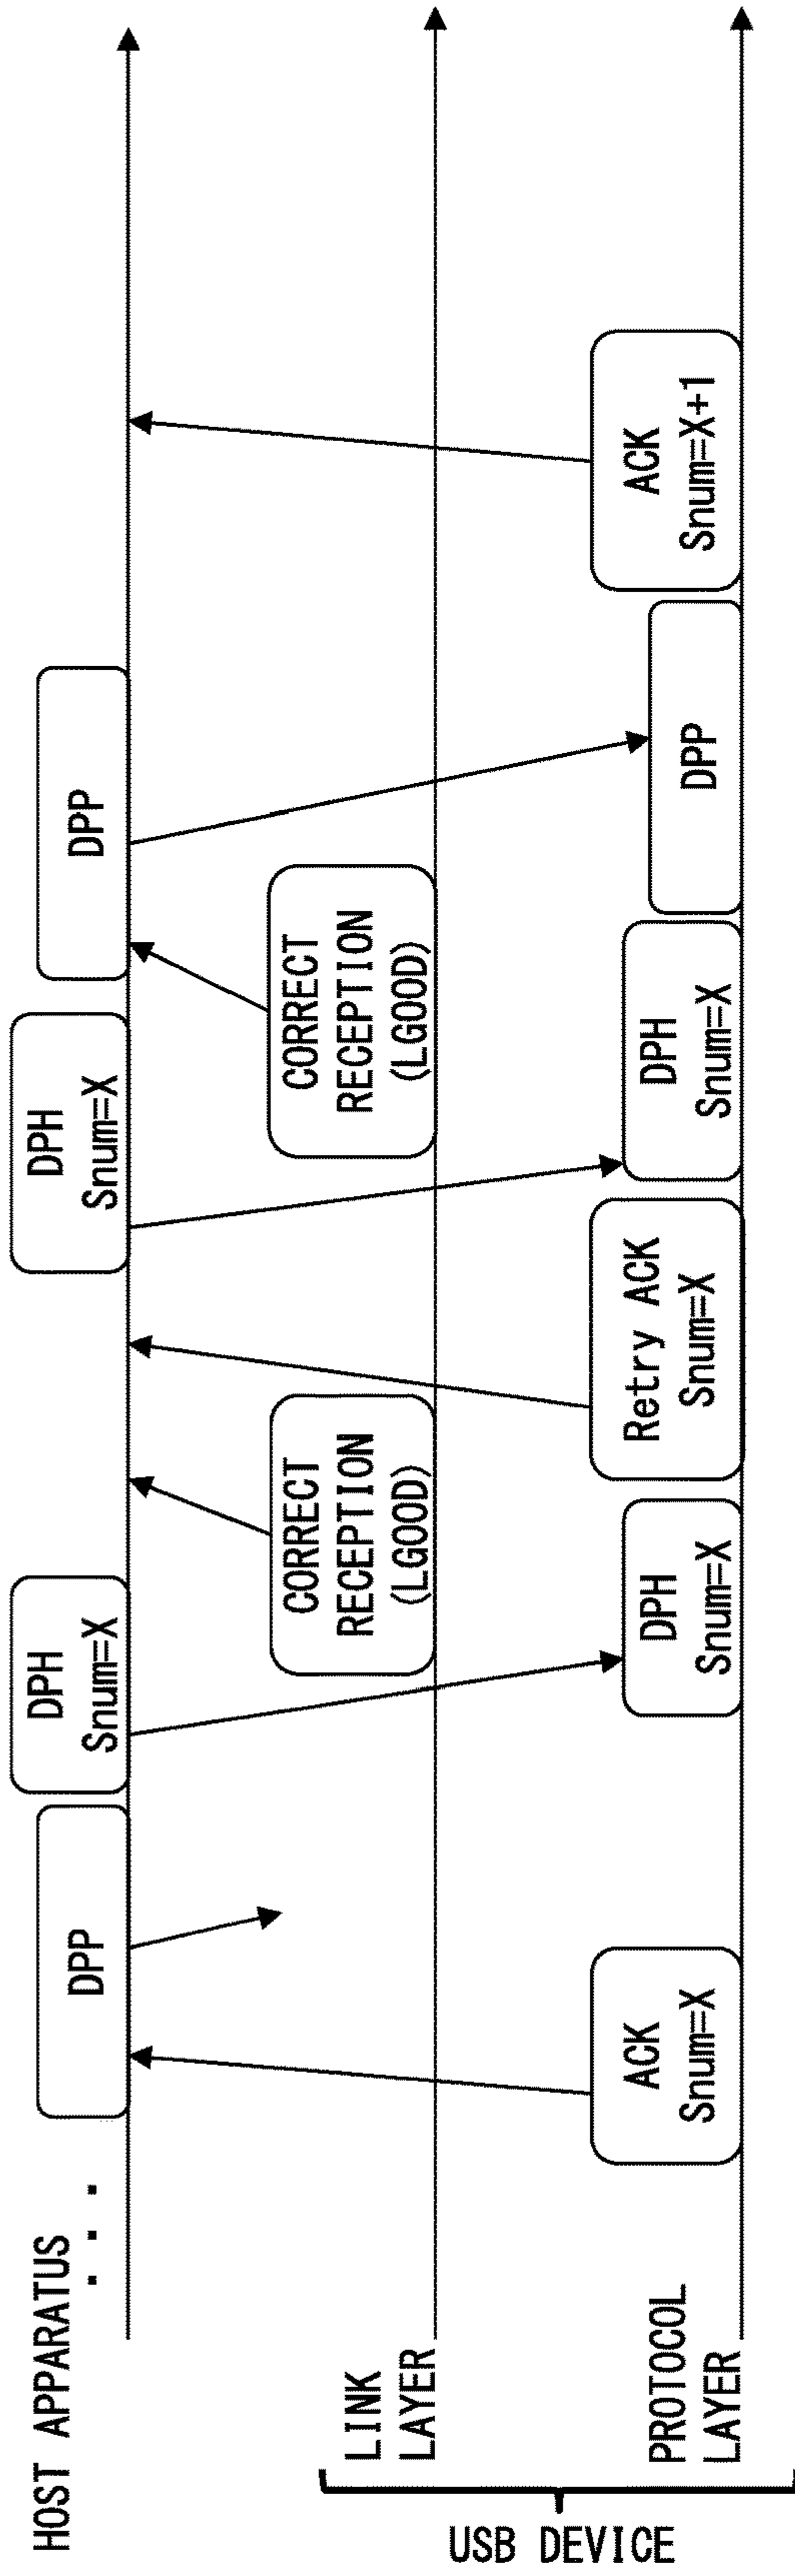 HOST APPARATUS
. . .
DPP
DPH
Snum=X
DPH
Snum=X
DPP
USB DEVICE
LINK
LAYER
CORRECT
RECEPTION
(LGOOD)
CORRECT
RECEPTION
(LGOOD)
PROTOCOL
LAYER
ACK
Snum=X
DPH
Snum=X
Retry ACK
Snum=X
DPH
Snum=X
DPP
ACK
Snum=X+1